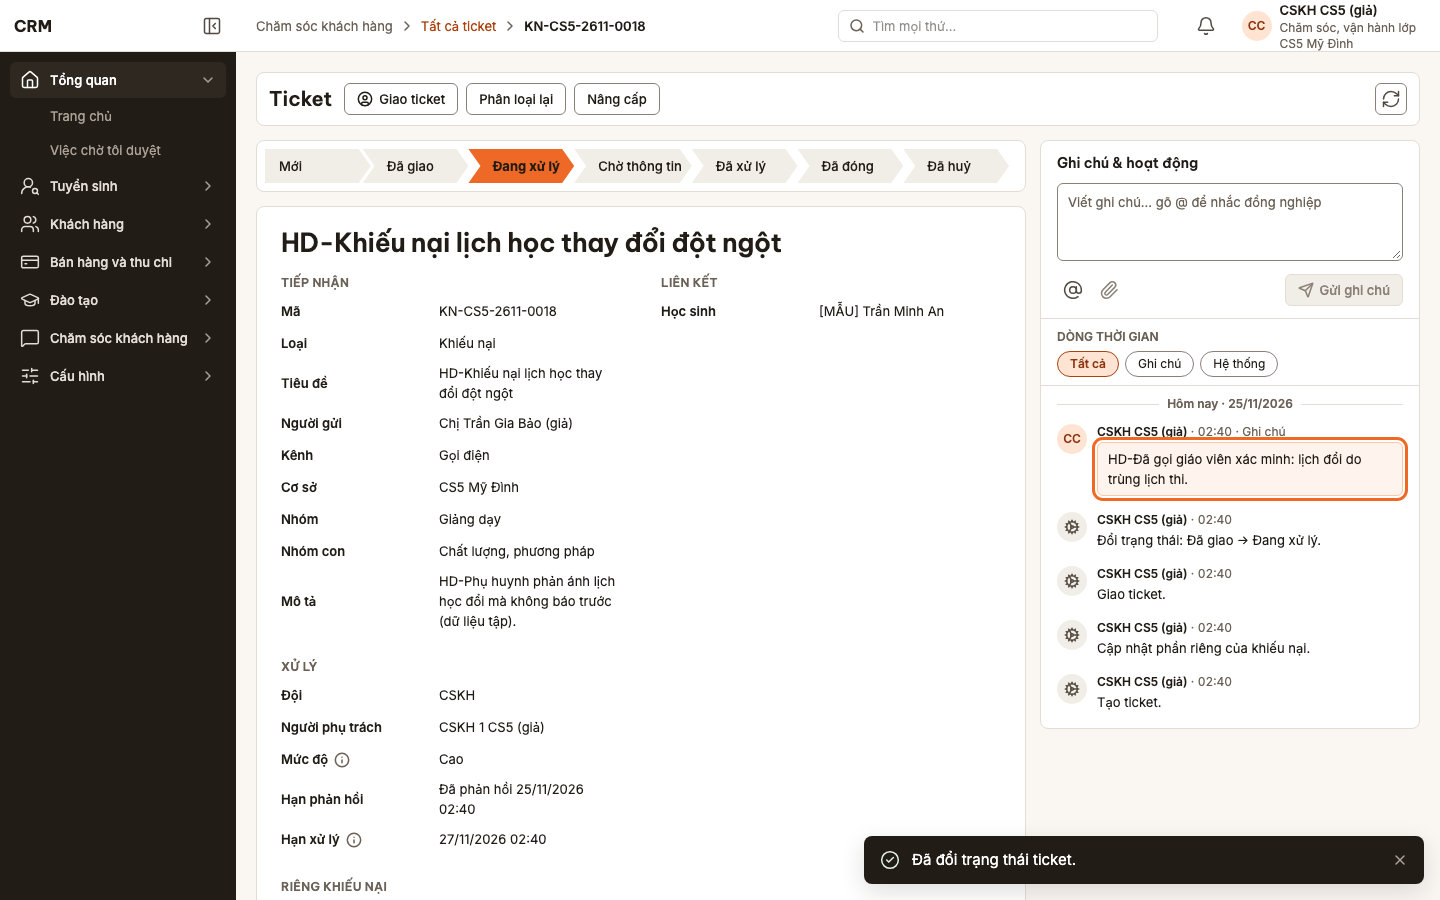 CRM
Chăm sóc khách hàng > Tất cả ticket > KN-CS5-2611-0018
Tìm mọi thứ...
CC
CSKH CS5 (giả)
Chăm sóc, vận hành lớp
CS5 Mỹ Đình
Tổng quan
Trang chủ
Việc chờ tôi duyệt
Tuyển sinh
Khách hàng
Bán hàng và thu chi
Đào tạo
Chăm sóc khách hàng
Cấu hình
Ticket
Giao ticket
Phân loại lại
Nâng cấp
Mới
Đã giao
Đang xử lý
Chờ thông tin
Đã xử lý
Đã đóng
Đã huỷ
HD-Khiếu nại lịch học thay đổi đột ngột
TIẾP NHẬN
Mã KN-CS5-2611-0018
Loại Khiếu nại
Tiêu đề HD-Khiếu nại lịch học thay
đổi đột ngột
Người gửi Chị Trần Gia Bảo (giả)
Kênh Gọi điện
Cơ sở CS5 Mỹ Đình
Nhóm Giảng dạy
Nhóm con Chất lượng, phương pháp
Mô tả HD-Phụ huynh phản ánh lịch
học đổi mà không báo trước
(dữ liệu tập).
LIÊN KẾT
Học sinh [MẪU] Trần Minh An
XỬ LÝ
Đội CSKH
Người phụ trách CSKH 1 CS5 (giả)
Mức độ Cao
Hạn phản hồi Đã phản hồi 25/11/2026
02:40
Hạn xử lý 27/11/2026 02:40
RIÊNG KHIẾU NẠI
Ghi chú & hoạt động
Viết ghi chú... gõ @ để nhắc đồng nghiệp
Gửi ghi chú
DÒNG THỜI GIAN
Tất cả
Ghi chú
Hệ thống
Hôm nay · 25/11/2026
CC
CSKH CS5 (giả) · 02:40 · Ghi chú
HD-Đã gọi giáo viên xác minh: lịch đổi do
trùng lịch thi.
CSKH CS5 (giả) · 02:40
Đổi trạng thái: Đã giao → Đang xử lý.
CSKH CS5 (giả) · 02:40
Giao ticket.
CSKH CS5 (giả) · 02:40
Cập nhật phần riêng của khiếu nại.
CSKH CS5 (giả) · 02:40
Tạo ticket.
Đã đổi trạng thái ticket.